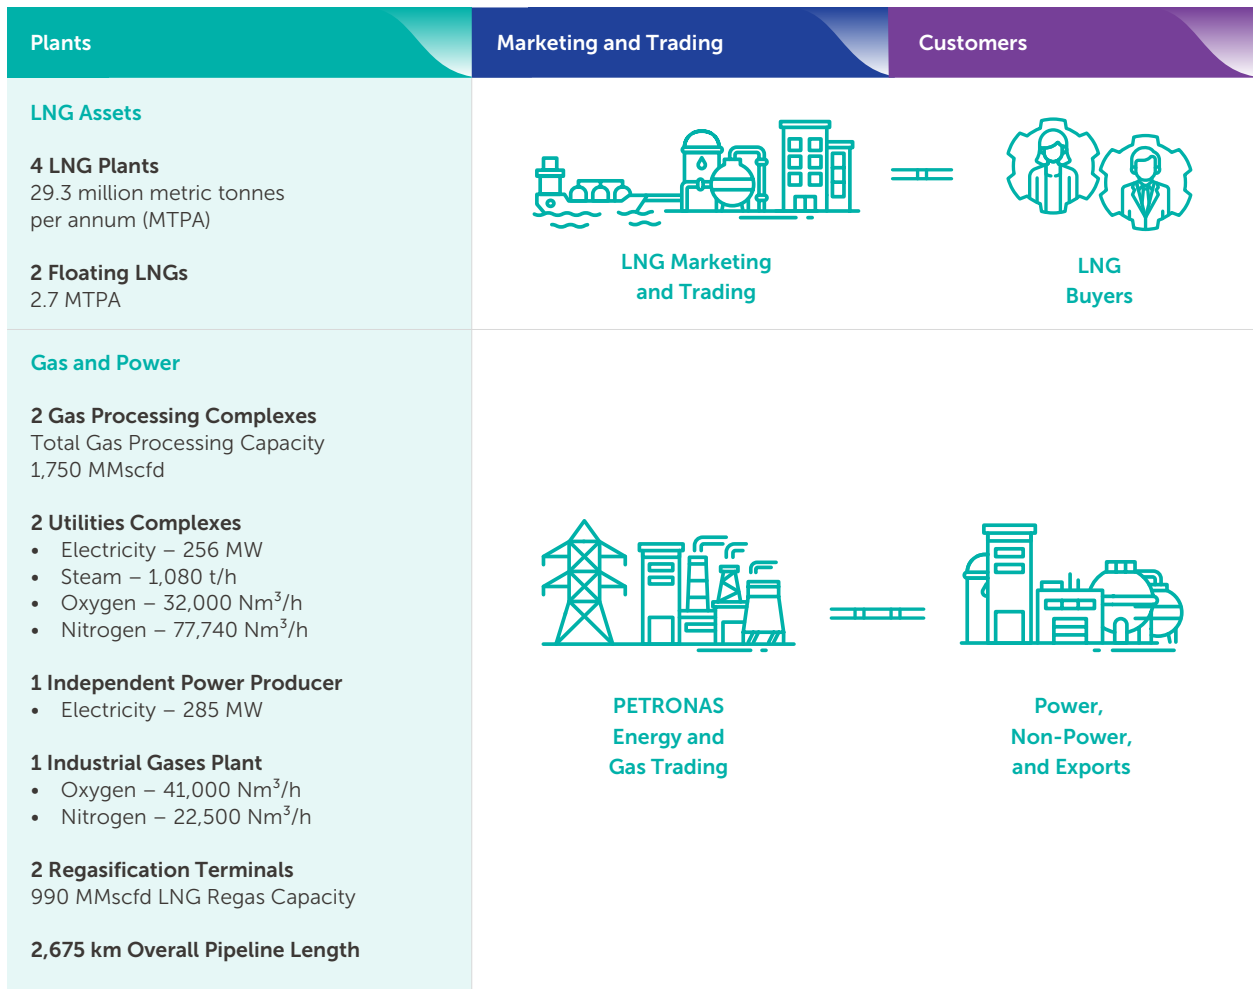 Plants
Marketing and Trading
Customers
LNG Assets
4 LNG Plants
29.3 million metric tonnes
per annum (MTPA)
2 Floating LNGs
2.7 MTPA
LNG Marketing
and Trading
LNG
Buyers
Gas and Power
2 Gas Processing Complexes
Total Gas Processing Capacity
1,750 MMscfd
2 Utilities Complexes
• Electricity – 256 MW
• Steam – 1,080 t/h
• Oxygen – 32,000 Nm³/h
• Nitrogen – 77,740 Nm³/h
1 Independent Power Producer
• Electricity – 285 MW
1 Industrial Gases Plant
• Oxygen – 41,000 Nm³/h
• Nitrogen – 22,500 Nm³/h
2 Regasification Terminals
990 MMscfd LNG Regas Capacity
2,675 km Overall Pipeline Length
PETRONAS
Energy and
Gas Trading
Power,
Non-Power,
and Exports